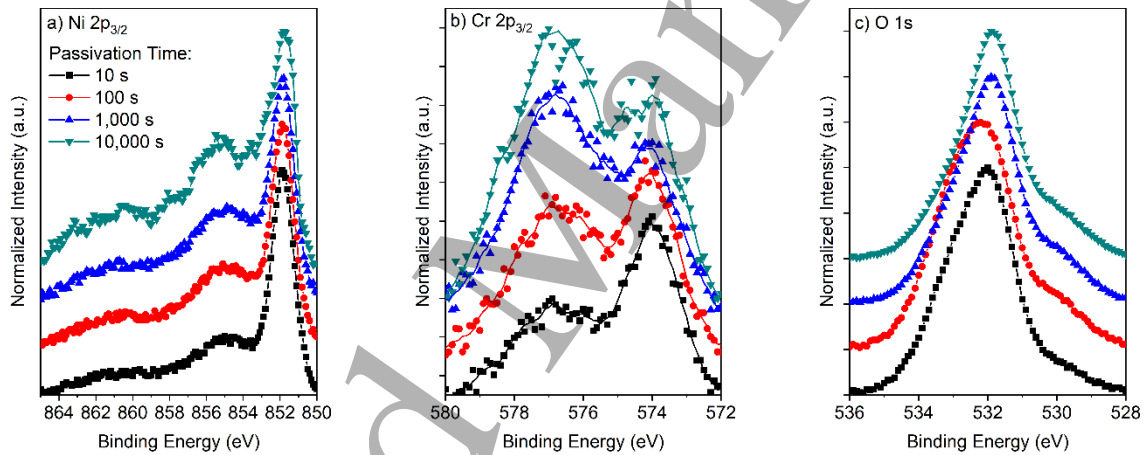 a) Ni 2p3/2
Passivation Time:
10 s
100 s
1,000 s
10,000 s
Normalized Intensity (a.u.)
864 862 860 856 854 852 850
Binding Energy (eV)
b) Cr 2p3/2
Normalized Intensity (a.u.)
580 578 576 574 572
Binding Energy (eV)
c) O 1s
Normalized Intensity (a.u.)
536 534 532 530 528
Binding Energy (eV)
d Man